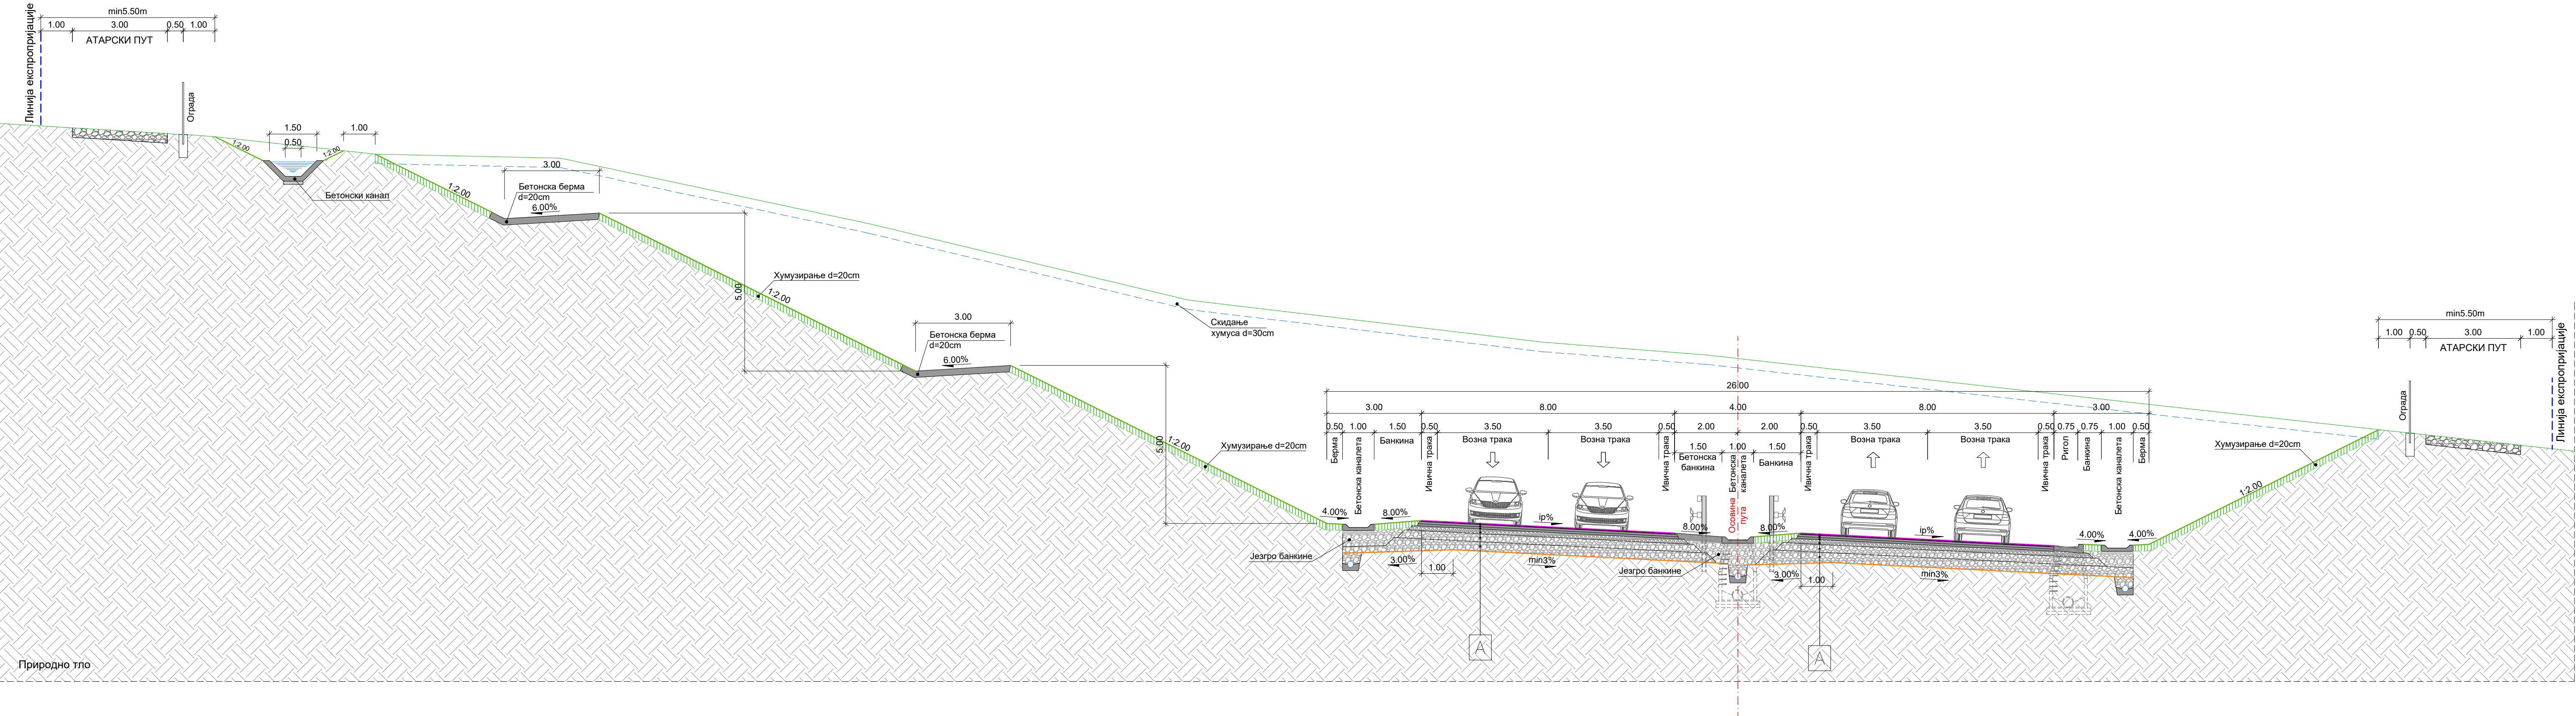 Линија експропријације
min5.50m
1.00
3.00
0.50
1.00
АТАРСКИ ПУТ
Ограда
1:2.00
1.50
0.50
1:2.00
1.00
Бетонски канал
1:2.00
3.00
Бетонска берма
d=20cm
6.00%
5.00
Хумузирање d=20cm
1:2.00
3.00
Бетонска берма
d=20cm
6.00%
Скидање
хумуса d=30cm
5.00
1:2.00
Хумузирање d=20cm
26.00
3.00
8.00
4.00
8.00
3.00
0.50
1.00
1.50
0.50
3.50
3.50
0.50
2.00
2.00
0.50
3.50
3.50
0.50
0.75
0.75
1.00
0.50
Берма
Бетонска каналета
Банкина
Ивична трака
Возна трака
Возна трака
Ивична трака
1.50
1.00
1.50
Бетонска
банкина
Бетонска
каналета
Банкина
Ивична трака
Возна трака
Возна трака
Ивична трака
Ригол
Банкина
Бетонска каналета
Берма
Осовина
пута
4.00%
8.00%
ip%
8.00%
8.00%
ip%
4.00%
4.00%
Језгро банкине
3.00%
1.00
min3%
Језгро банкине
3.00%
1.00
min3%
A
A
1:2.00
Хумузирање d=20cm
Ограда
min5.50m
1.00
0.50
3.00
1.00
АТАРСКИ ПУТ
Линија експропријације
Природно тло